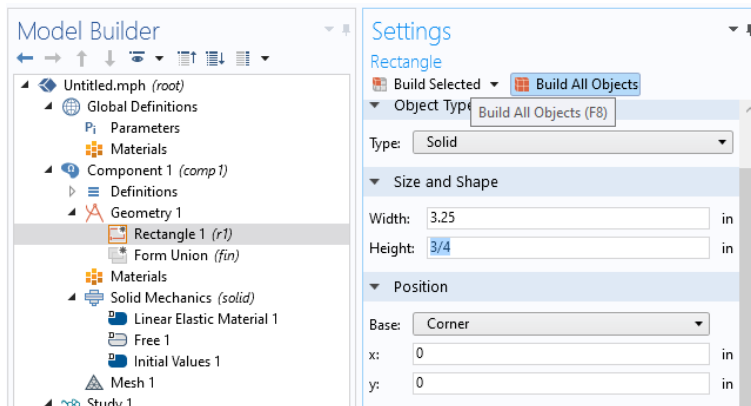 Model Builder
Untitled.mph (root)
Global Definitions
Pi Parameters
Materials
Component 1 (comp1)
Definitions
Geometry 1
Rectangle 1 (r1)
Form Union (fin)
Materials
Solid Mechanics (solid)
Linear Elastic Material 1
Free 1
Initial Values 1
Mesh 1
Study 1
Settings
Rectangle
Build Selected Build All Objects
Object Type
Build All Objects (F8)
Type: Solid
Size and Shape
Width: 3.25 in
Height: 3/4 in
Position
Base: Corner
x: 0 in
y: 0 in